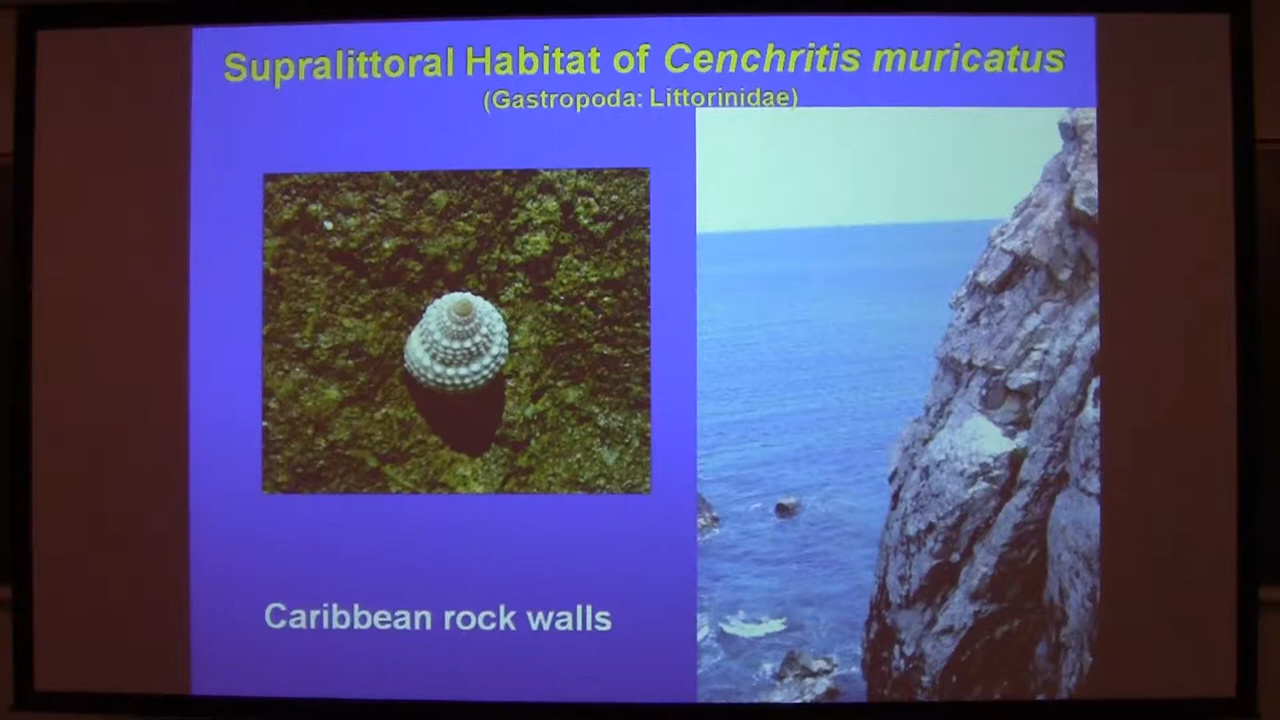 Supralittoral Habitat of Cenchritis muricatus
(Gastropoda: Littorinidae)
Caribbean rock walls